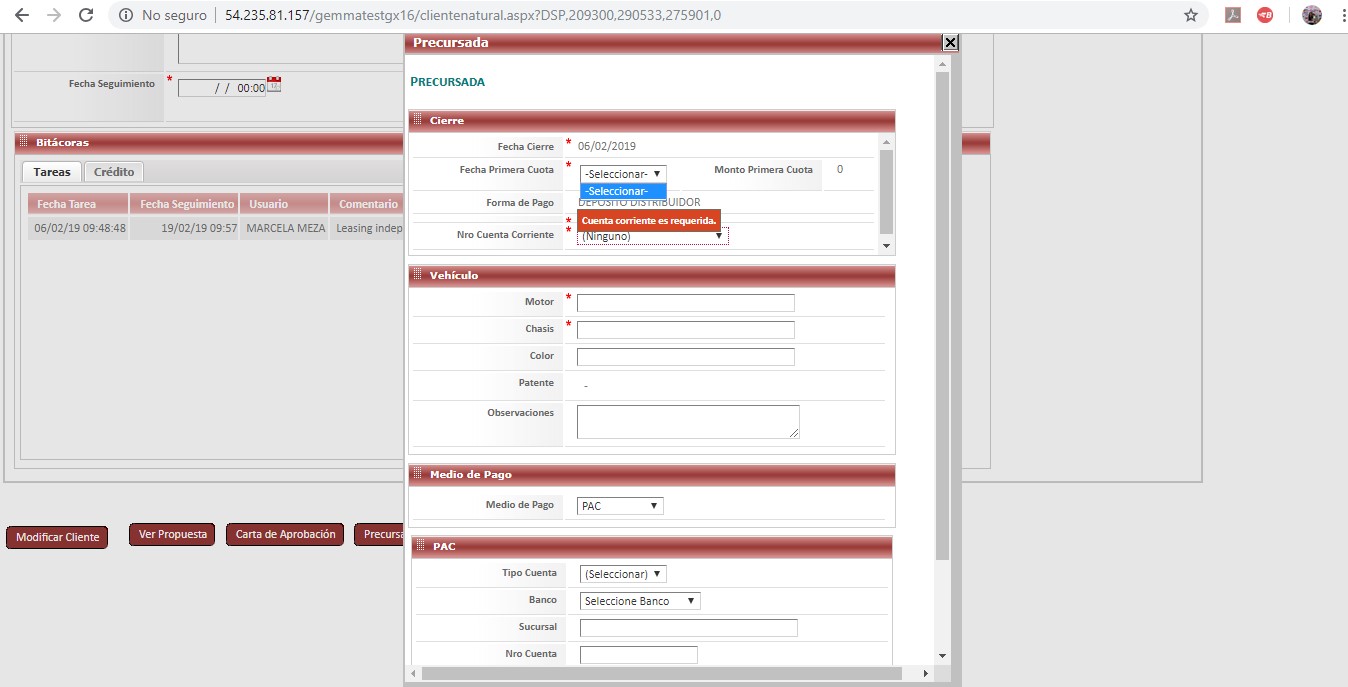 No seguro
54.235.81.157/gemmatestgx16/clientenatural.aspx?DSP,209300,290533,275901,0
Fecha Seguimiento * / / 00:00
Bitácoras
Tareas Crédito
Fecha Tarea Fecha Seguimiento Usuario Comentario
06/02/19 09:48:48 19/02/19 09:57 MARCELA MEZA Leasing indep
Modificar Cliente Ver Propuesta Carta de Aprobación Precursa
Precursada
PRECURSADA
Cierre
Fecha Cierre * 06/02/2019
Fecha Primera Cuota * -Seleccionar- Monto Primera Cuota 0
-Seleccionar-
Forma de Pago DEPOSITO DISTRIBUIDOR
* Cuenta corriente es requerida.
Nro Cuenta Corriente * (Ninguno)
Vehículo
Motor *
Chasis *
Color
Patente -
Observaciones
Medio de Pago
Medio de Pago PAC
PAC
Tipo Cuenta (Seleccionar)
Banco Seleccione Banco
Sucursal
Nro Cuenta